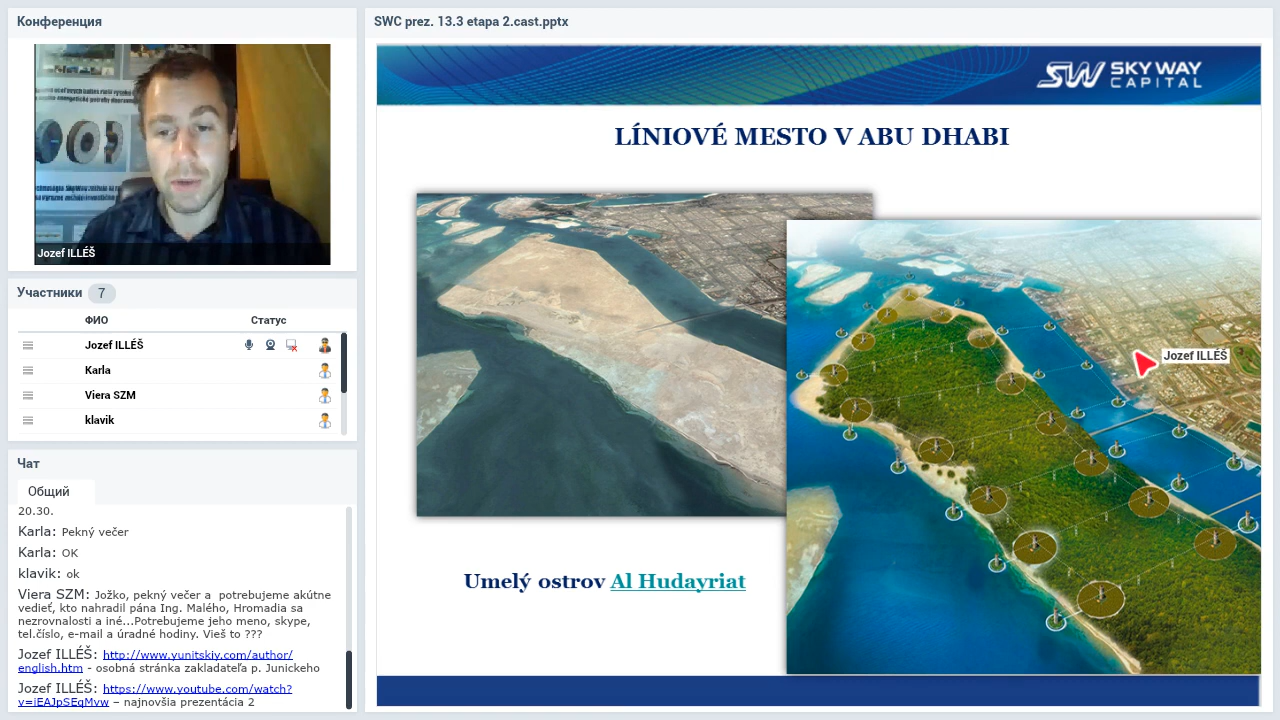 Конференция
Jozef ILLÉŠ
Участники 7
ФИО Статус
Jozef ILLÉŠ
Karla
Viera SZM
klavik
Чат
Общий
20.30.
Karla: Pekný večer
Karla: OK
klavik: ok
Viera SZM: Jožko, pekný večer a potrebujeme akútne
vedieť, kto nahradil pána Ing. Malého, Hromadia sa
nezrovnalosti a iné...Potrebujeme jeho meno, skype,
tel.číslo, e-mail a úradné hodiny. Vieš to ???
Jozef ILLÉŠ: http://www.yunitskiy.com/author/
english.htm - osobná stránka zakladateľa p. Junickeho
Jozef ILLÉŠ: https://www.youtube.com/watch?
v=iEAJpSEqMvw – najnovšia prezentácia 2
SWC prez. 13.3 etapa 2.cast.pptx
SW SKY WAY
CAPITAL
LÍNIOVÉ MESTO V ABU DHABI
Jozef ILLÉŠ
Umelý ostrov Al Hudayriat